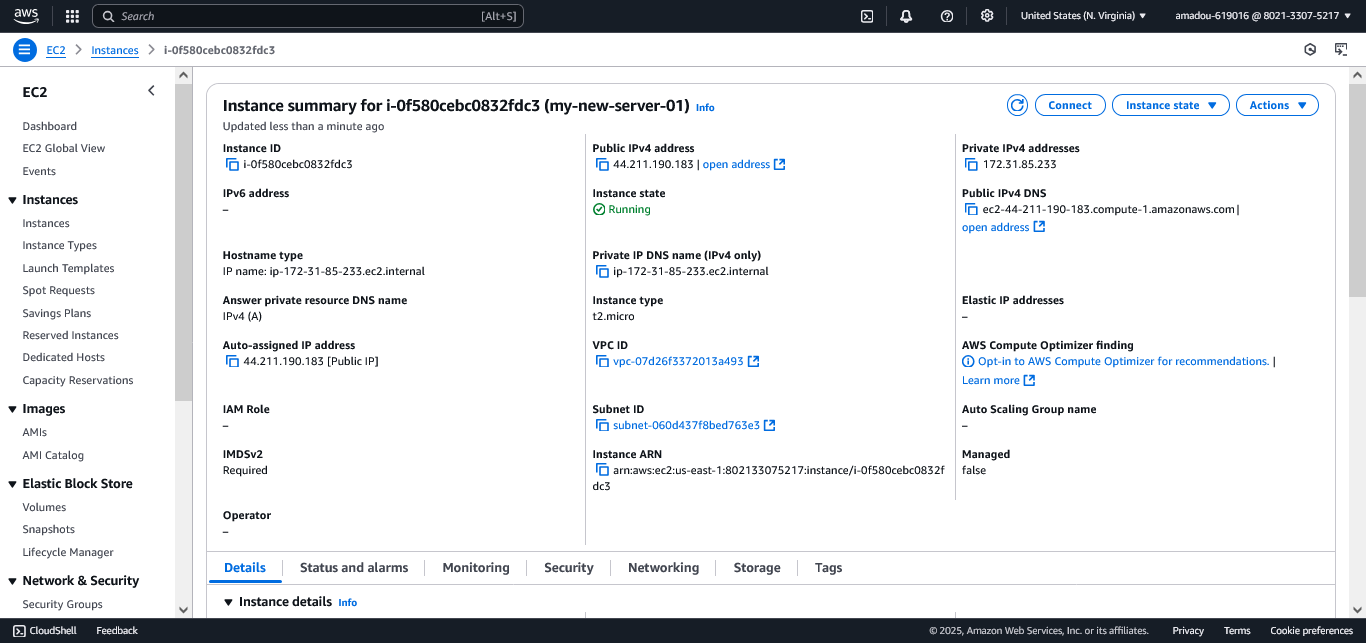 aws
Search [Alt+S]
United States (N. Virginia) ▼
amadou-619016 @ 8021-3307-5217 ▼
EC2 > Instances > i-0f580cebc0832fdc3
EC2
Dashboard
EC2 Global View
Events
Instances
Instances
Instance Types
Launch Templates
Spot Requests
Savings Plans
Reserved Instances
Dedicated Hosts
Capacity Reservations
Images
AMIs
AMI Catalog
Elastic Block Store
Volumes
Snapshots
Lifecycle Manager
Network & Security
Security Groups
Instance summary for i-0f580cebc0832fdc3 (my-new-server-01) Info
Updated less than a minute ago
Connect
Instance state
Actions
Instance ID
i-0f580cebc0832fdc3
Public IPv4 address
44.211.190.183 | open address
Private IPv4 addresses
172.31.85.233
IPv6 address
–
Instance state
Running
Public IPv4 DNS
ec2-44-211-190-183.compute-1.amazonaws.com |
open address
Hostname type
IP name: ip-172-31-85-233.ec2.internal
Private IP DNS name (IPv4 only)
ip-172-31-85-233.ec2.internal
Answer private resource DNS name
IPv4 (A)
Instance type
t2.micro
Elastic IP addresses
–
Auto-assigned IP address
44.211.190.183 [Public IP]
VPC ID
vpc-07d26f3372013a493
AWS Compute Optimizer finding
Opt-in to AWS Compute Optimizer for recommendations. |
Learn more
IAM Role
–
Subnet ID
subnet-060d437f8bed763e3
Auto Scaling Group name
–
IMDSv2
Required
Instance ARN
arn:aws:ec2:us-east-1:802133075217:instance/i-0f580cebc0832f
dc3
Managed
false
Operator
–
Details
Status and alarms
Monitoring
Security
Networking
Storage
Tags
Instance details Info
CloudShell
Feedback
© 2025, Amazon Web Services, Inc. or its affiliates.
Privacy
Terms
Cookie preferences